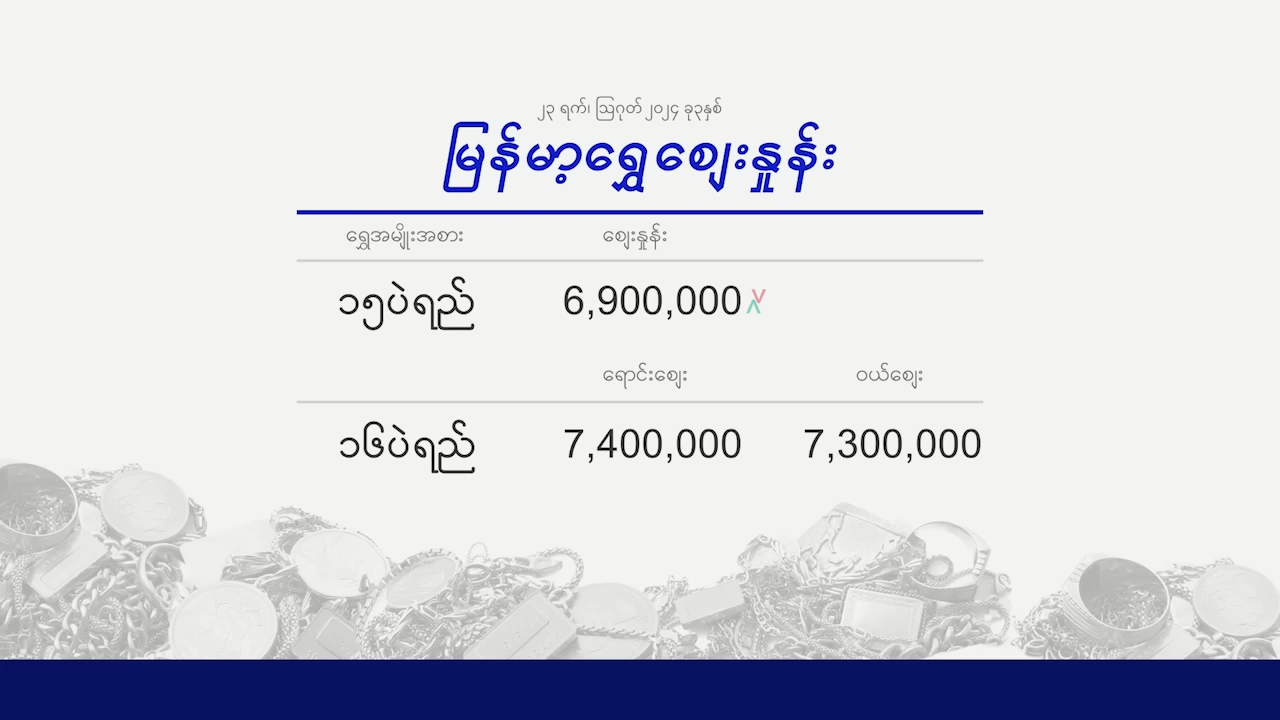 ၂၃ ရက်၊ ဩဂုတ် ၂၀၂၄ ခုဒုနှစ်
မြန်မာ့ရွှေဈေးနှုန်း
ရွှေအမျိုးအစား ဈေးနှုန်း
၁၅ပဲရည် 6,900,000
ရောင်းဈေး ဝယ်ဈေး
၁၆ပဲရည် 7,400,000 7,300,000